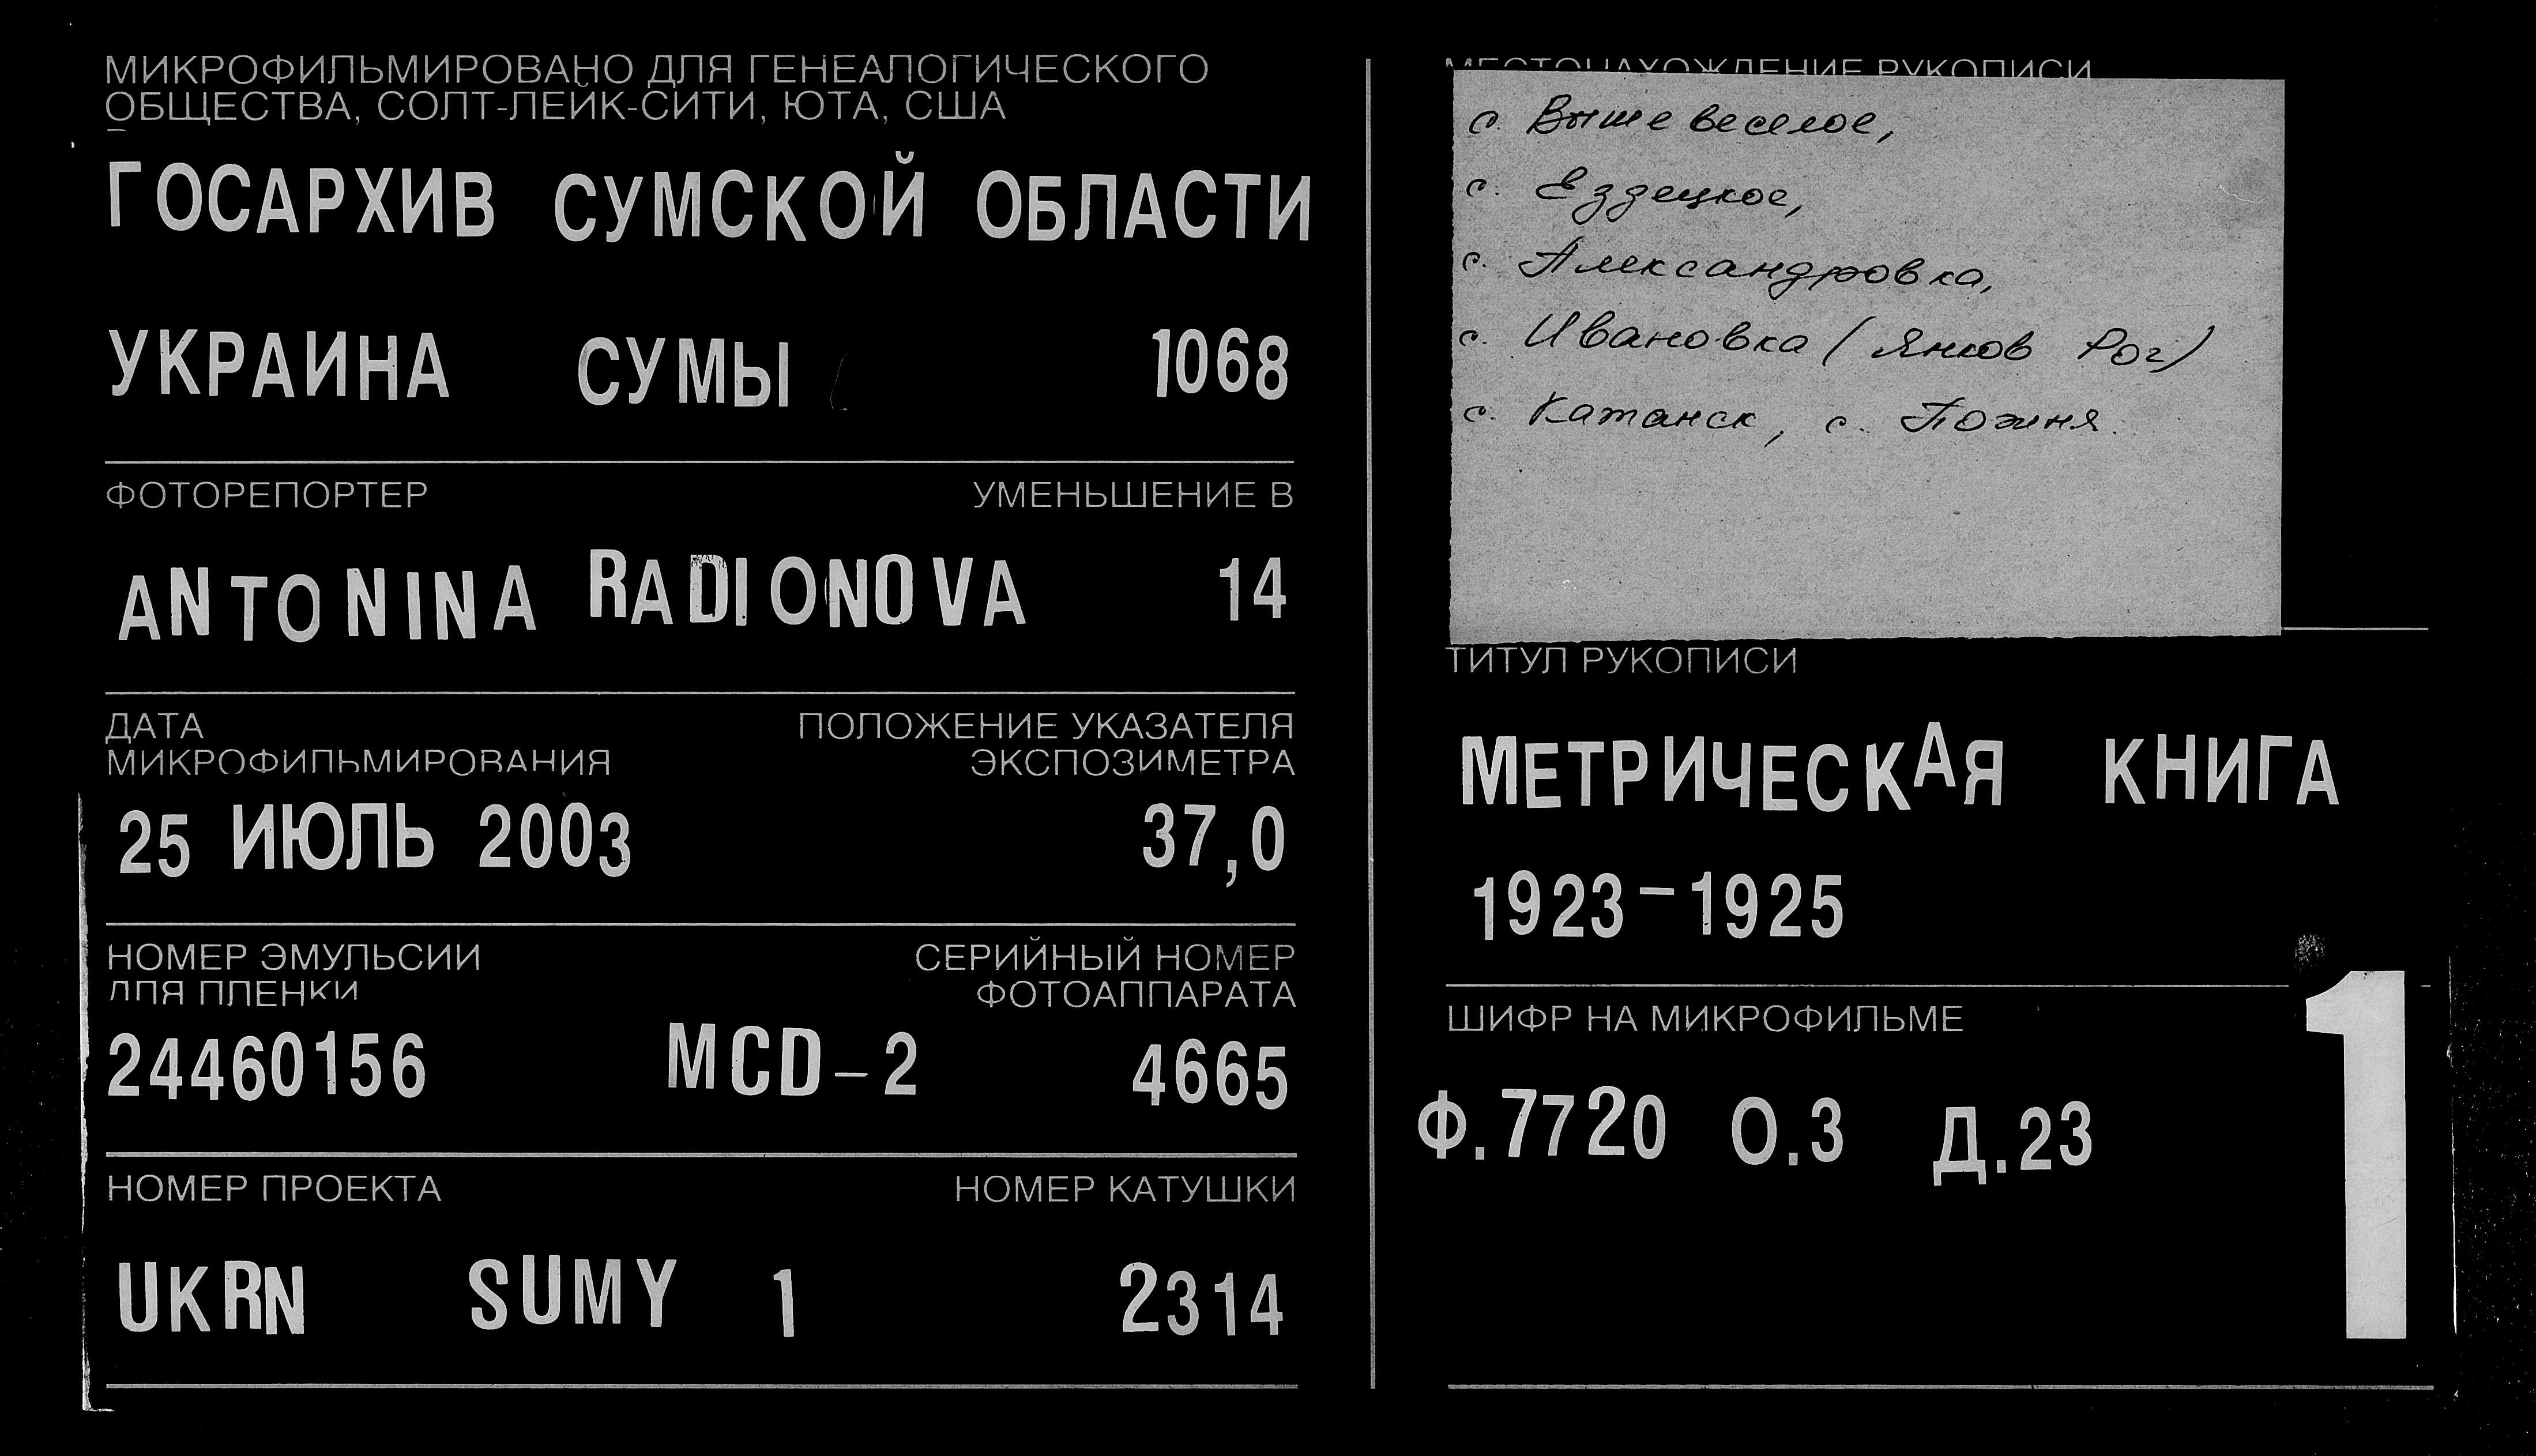 МИКРОФИЛЬМИРОВАНО ДЛЯ ГЕНЕАЛОГИЧЕСКОГО
ОБЩЕСТВА, СОЛТ-ЛЕЙК-СИТИ, ЮТА, США
ГОСАРХИВ СУМСКОЙ ОБЛАСТИ
УКРАИНА СУМЫ 1068
ФОТОРЕПОРТЕР УМЕНЬШЕНИЕ В
ANTONINA RADIONOVA 14
ДАТА ПОЛОЖЕНИЕ УКАЗАТЕЛЯ
МИКРОФИЛЬМИРОВАНИЯ ЭКСПОЗИМЕТРА
25 ИЮЛЬ 2003 37,0
НОМЕР ЭМУЛЬСИИ СЕРИЙНЫЙ НОМЕР
ДЛЯ ПЛЕНКИ ФОТОАППАРАТА
24460156 MCD-2 4665
НОМЕР ПРОЕКТА НОМЕР КАТУШКИ
UKRN SUMY 1 2314
МЕСТОНАХОЖДЕНИЕ РУКОПИСИ
с. Вышевеселое,
с. Ездецкое,
с. Александровка,
с. Ивановка (Янков Рог)
с. Катанск, с. Пожня.
ТИТУЛ РУКОПИСИ
МЕТРИЧЕСКАЯ КНИГА
1923-1925
ШИФР НА МИКРОФИЛЬМЕ
Ф.7720 О.3 Д.23
1